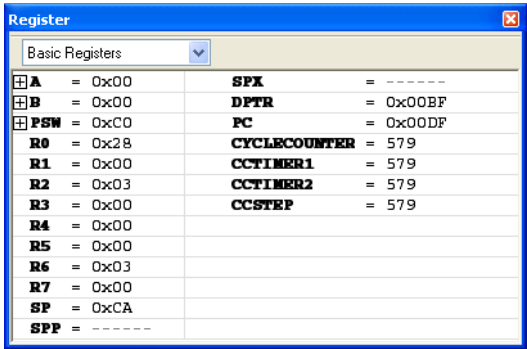 Register
Basic Registers
A = 0x00 SPX = ------
B = 0x00 DPTR = 0x00BF
PSW = 0xC0 PC = 0x00DF
R0 = 0x28 CYCLECOUNTER = 579
R1 = 0x00 CCTIMER1 = 579
R2 = 0x03 CCTIMER2 = 579
R3 = 0x00 CCSTEP = 579
R4 = 0x00
R5 = 0x00
R6 = 0x03
R7 = 0x00
SP = 0xCA
SPP = ------